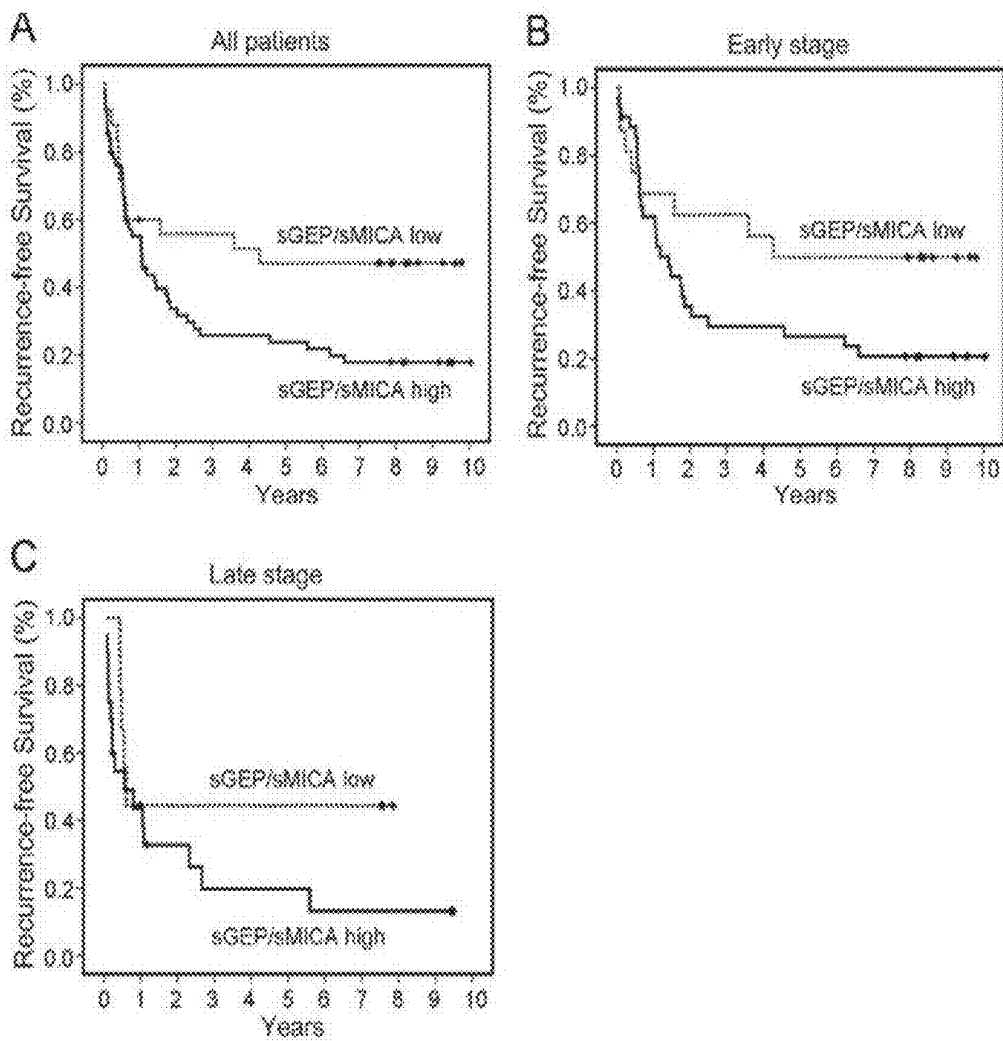 A
All patients
Recurrence-free Survival (%)
1.0
0.8
0.6
0.4
0.2
0.0
sGEP/sMICA low
sGEP/sMICA high
0 1 2 3 4 5 6 7 8 9 10
Years
B
Early stage
Recurrence-free Survival (%)
1.0
0.8
0.6
0.4
0.2
0.0
sGEP/sMICA low
sGEP/sMICA high
0 1 2 3 4 5 6 7 8 9 10
Years
C
Late stage
Recurrence-free Survival (%)
1.0
0.8
0.6
0.4
0.2
0.0
sGEP/sMICA low
sGEP/sMICA high
0 1 2 3 4 5 6 7 8 9 10
Years